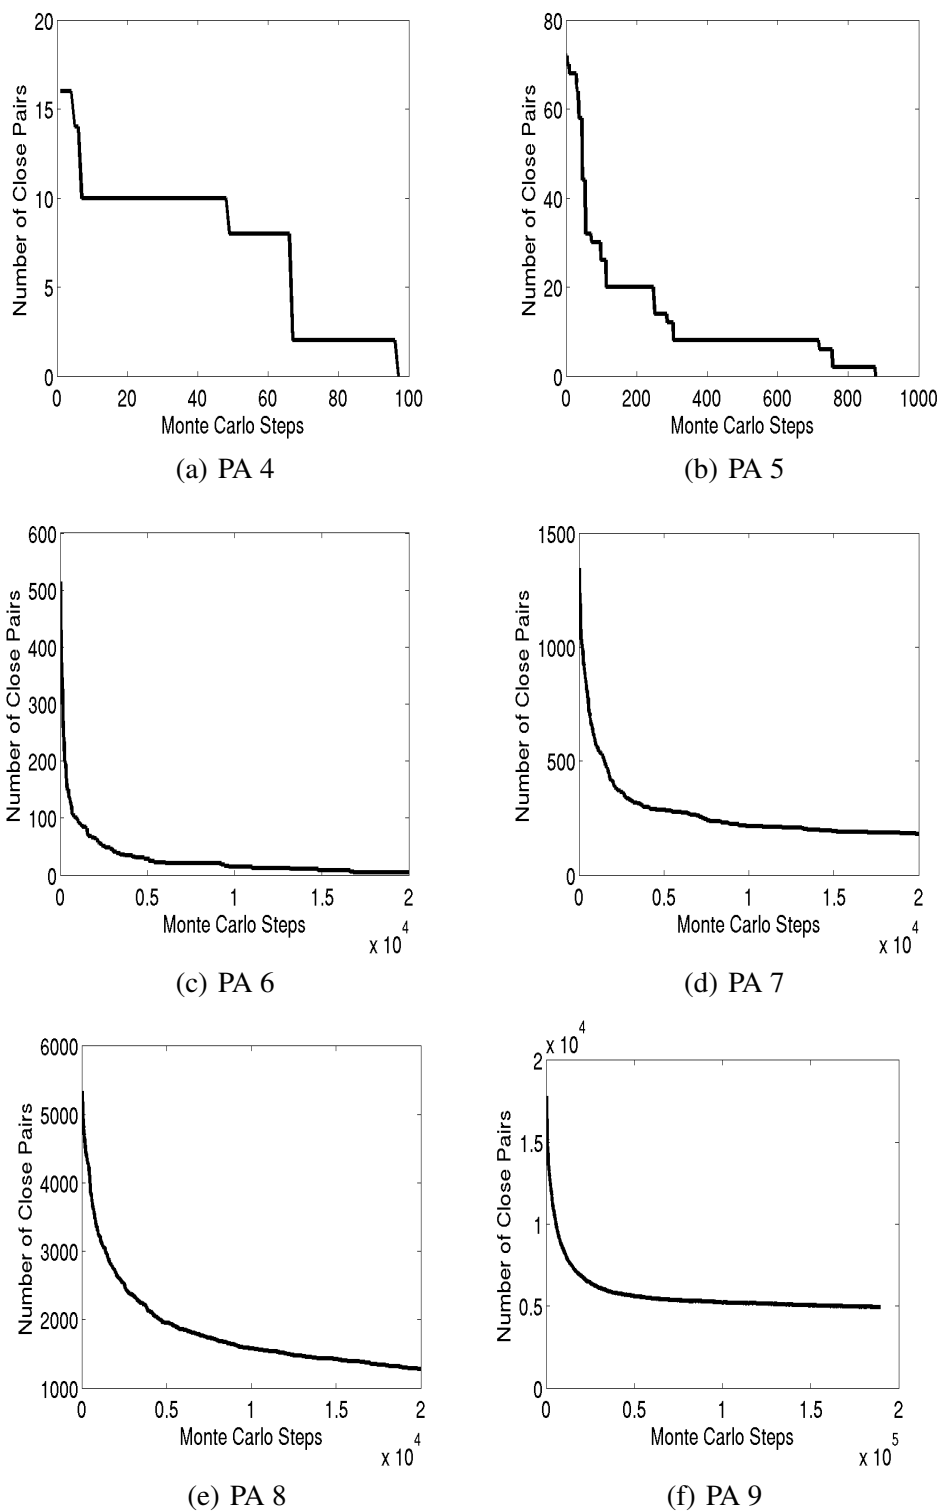 20
15
10
5
0
Number of Close Pairs
0 20 40 60 80 100
Monte Carlo Steps
(a) PA 4
80
60
40
20
0
Number of Close Pairs
0 200 400 600 800 1000
Monte Carlo Steps
(b) PA 5
600
500
400
300
200
100
0
Number of Close Pairs
0 0.5 1 1.5 2
Monte Carlo Steps
x 10^4
(c) PA 6
1500
1000
500
0
Number of Close Pairs
0 0.5 1 1.5 2
Monte Carlo Steps
x 10^4
(d) PA 7
6000
5000
4000
3000
2000
1000
Number of Close Pairs
0 0.5 1 1.5 2
Monte Carlo Steps
x 10^4
(e) PA 8
x 10^4
2
1.5
1
0.5
0
Number of Close Pairs
0 0.5 1 1.5 2
Monte Carlo Steps
x 10^5
(f) PA 9